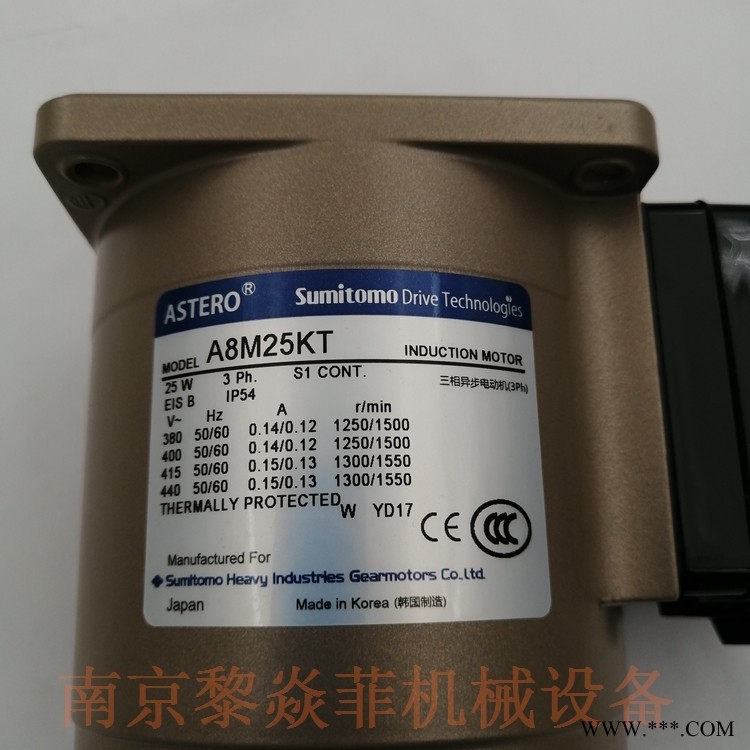 ASTERO® Sumitomo Drive Technologies
MODEL A8M25KT INDUCTION MOTOR
25 W 3 Ph. S1 CONT. 三相异步电动机(3Ph)
EIS B IP54
V~ Hz A r/min
380 50/60 0.14/0.12 1250/1500
400 50/60 0.14/0.12 1250/1500
415 50/60 0.15/0.13 1300/1550
440 50/60 0.15/0.13 1300/1550
THERMALLY PROTECTED W YD17
CE CCC
Manufactured For
Sumitomo Heavy Industries Gearmotors Co., Ltd.
Japan Made in Korea (韩国制造)
南京黎焱菲机械设备
WWW.***.COM